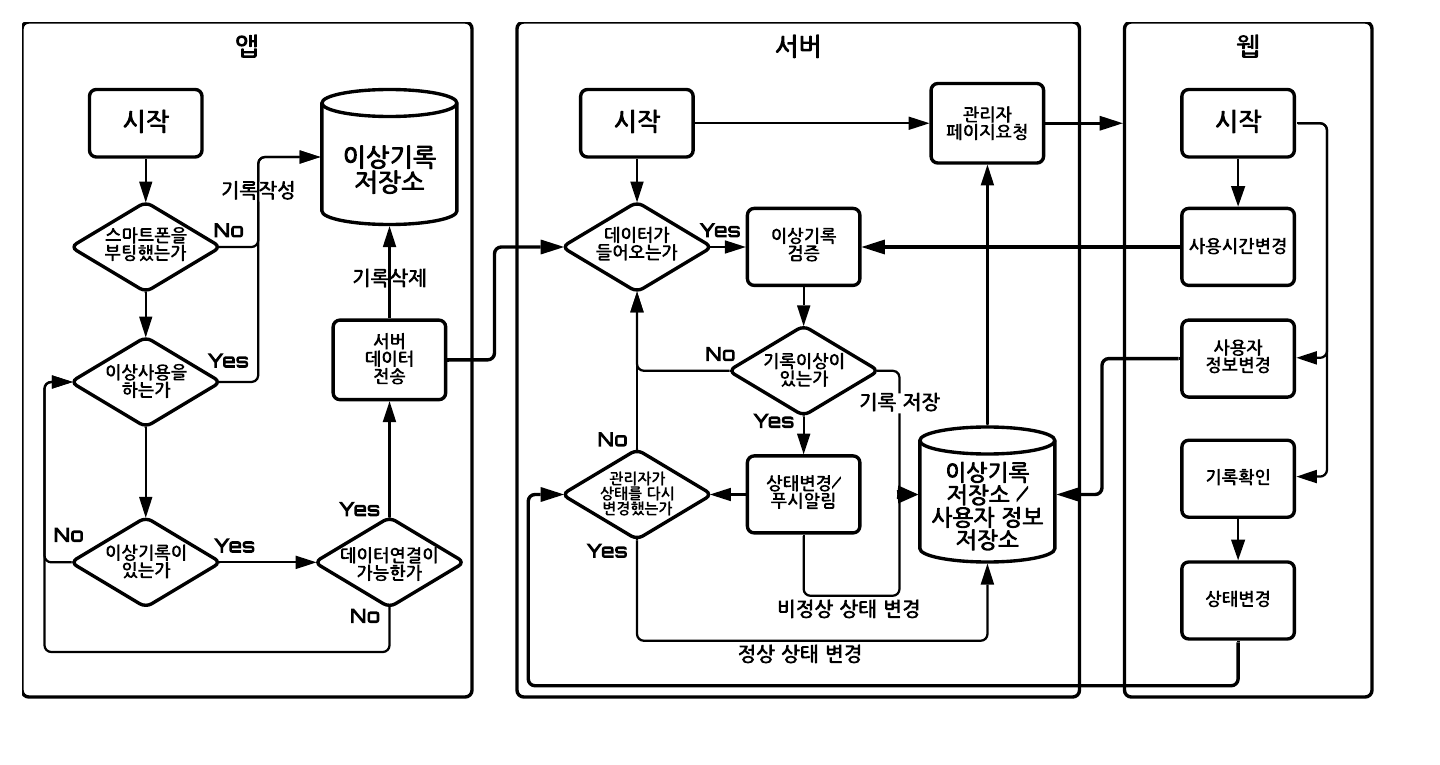 앱
시작
이상기록
저장소
기록작성
스마트폰을
부팅했는가
No
기록삭제
서버
데이터
전송
이상사용을
하는가
Yes
No
이상기록이
있는가
Yes
Yes
데이터연결이
가능한가
No
서버
시작
관리자
페이지요청
데이터가
들어오는가
Yes
이상기록
검증
No
기록이상이
있는가
기록 저장
Yes
No
관리자가
상태를 다시
변경했는가
Yes
상태변경/
푸시알림
이상기록
저장소 /
사용자 정보
저장소
비정상 상태 변경
정상 상태 변경
웹
시작
사용시간변경
사용자
정보변경
기록확인
상태변경